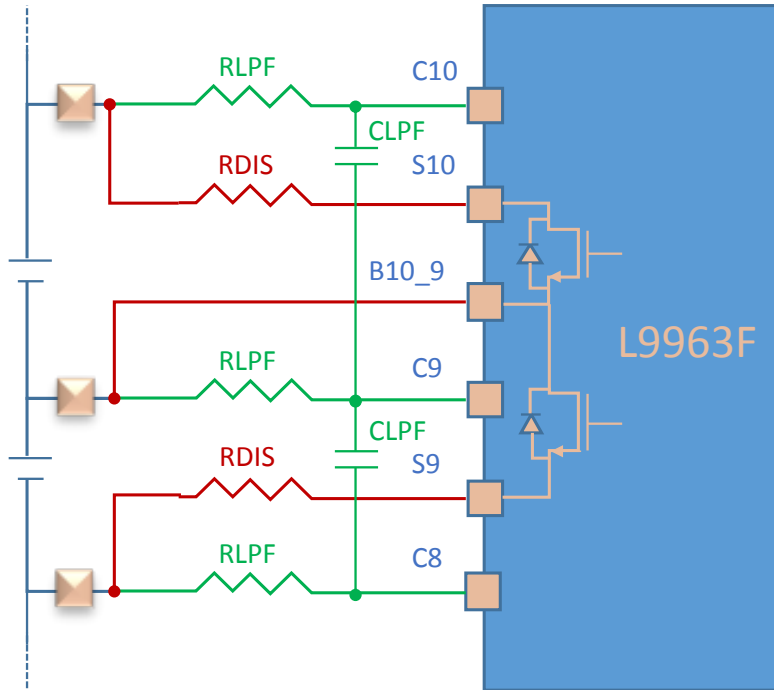 RLPF
C10
CLPF
RDIS
S10
B10_9
L9963F
RLPF
C9
CLPF
RDIS
S9
RLPF
C8